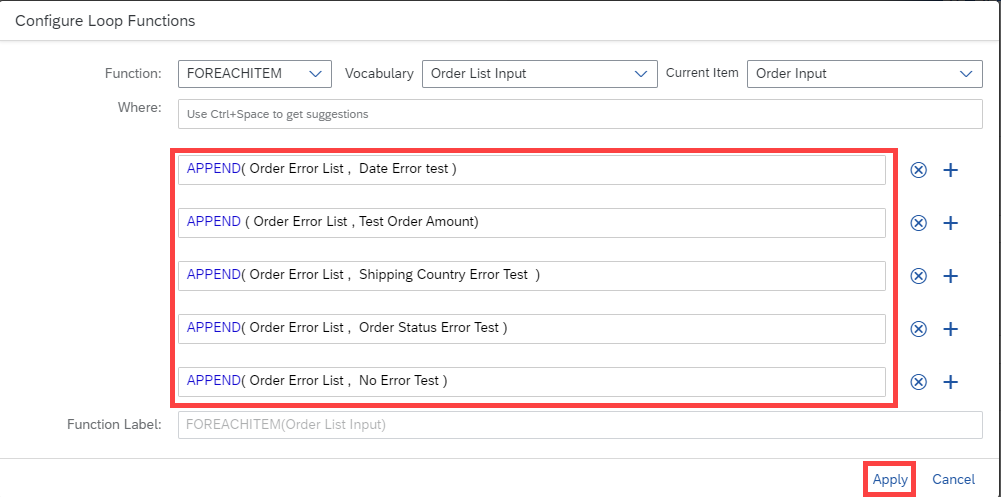 Configure Loop Functions
Function: FOREACHITEM Vocabulary Order List Input Current Item Order Input
Where: Use Ctrl+Space to get suggestions
APPEND( Order Error List , Date Error test )
APPEND ( Order Error List , Test Order Amount)
APPEND( Order Error List , Shipping Country Error Test )
APPEND( Order Error List , Order Status Error Test )
APPEND( Order Error List , No Error Test )
Function Label: FOREACHITEM(Order List Input)
Apply Cancel